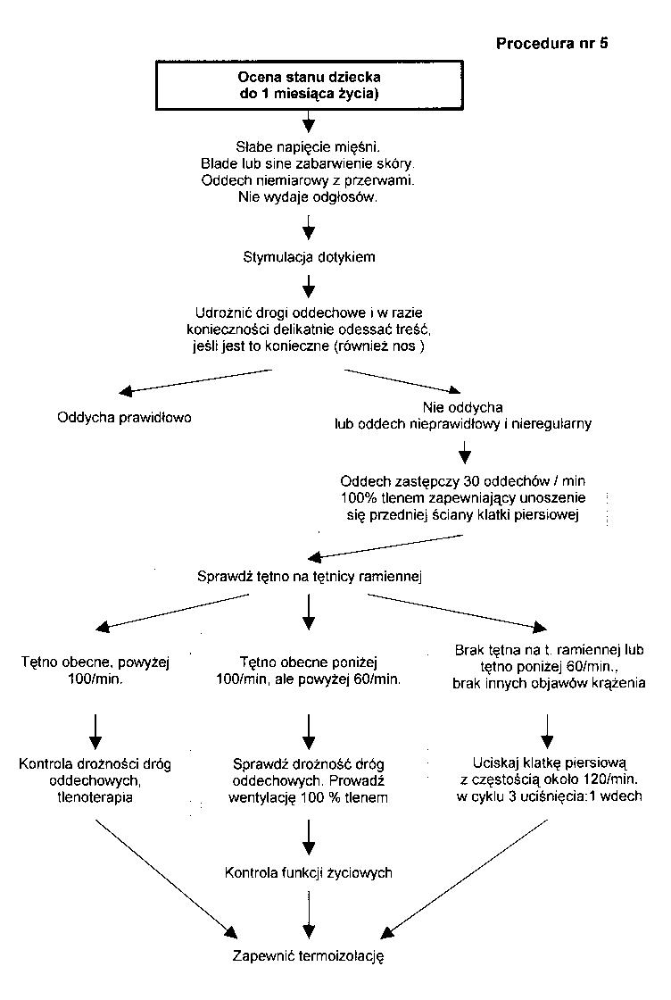 Procedura nr 5
Ocena stanu dziecka
do 1 miesiąca życia)
Słabe napięcie mięśni.
Blade lub sine zabarwienie skóry.
Oddech niemiarowy z przerwami.
Nie wydaje odgłosów.
Stymulacja dotykiem
Udrożnić drogi oddechowe i w razie
konieczności delikatnie odessać treść,
jeśli jest to konieczne (również nos )
Oddycha prawidłowo
Nie oddycha
lub oddech nieprawidłowy i nieregularny
Oddech zastępczy 30 oddechów / min
100% tlenem zapewniający unoszenie
się przedniej ściany klatki piersiowej
Sprawdź tętno na tętnicy ramiennej
Tętno obecne, powyżej
100/min.
Tętno obecne poniżej
100/min, ale powyżej 60/min.
Brak tętna na t. ramiennej lub
tętno poniżej 60/min.,
brak innych objawów krążenia
Kontrola drożności dróg
oddechowych,
tlenoterapia
Sprawdź drożność dróg
oddechowych. Prowadź
wentylację 100 % tlenem
Uciskaj klatkę piersiową
z częstością około 120/min.
w cyklu 3 uciśnięcia:1 wdech
Kontrola funkcji życiowych
Zapewnić termoizolację